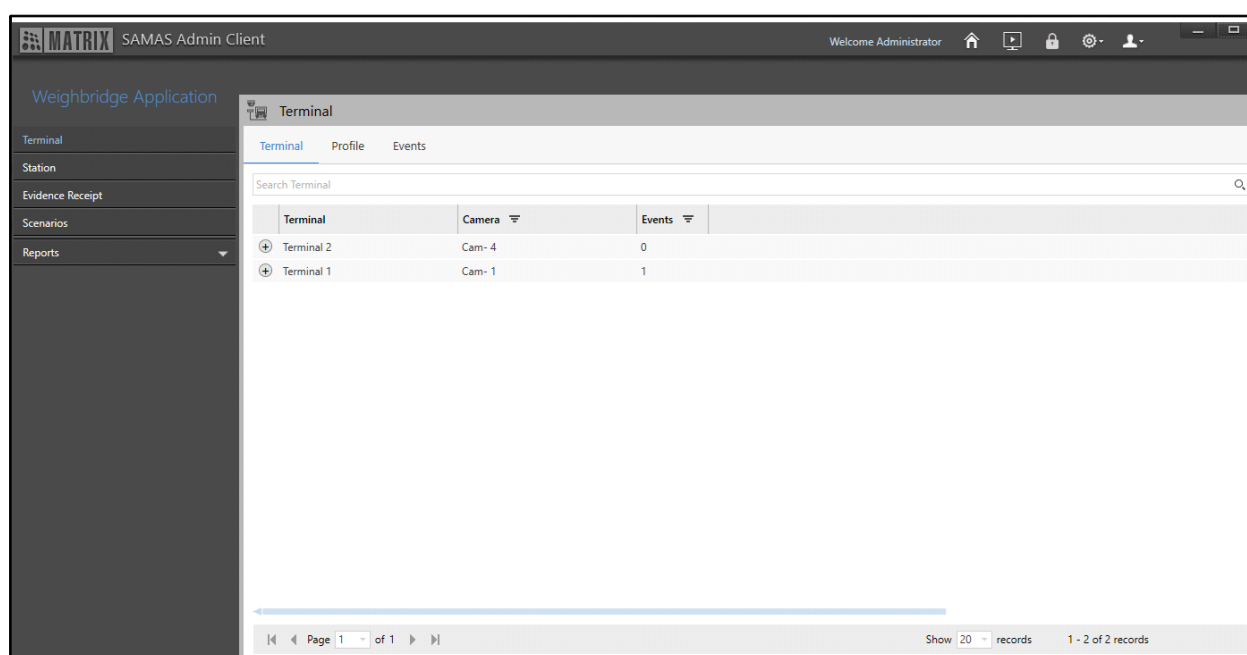 MATRIX SAMAS Admin Client Welcome Administrator
Weighbridge Application
Terminal
Terminal
Station
Evidence Receipt
Scenarios
Reports
Terminal Profile Events
Search Terminal
Terminal Camera Events
Terminal 2 Cam- 4 0
Terminal 1 Cam- 1 1
Page 1 of 1 Show 20 records 1 - 2 of 2 records